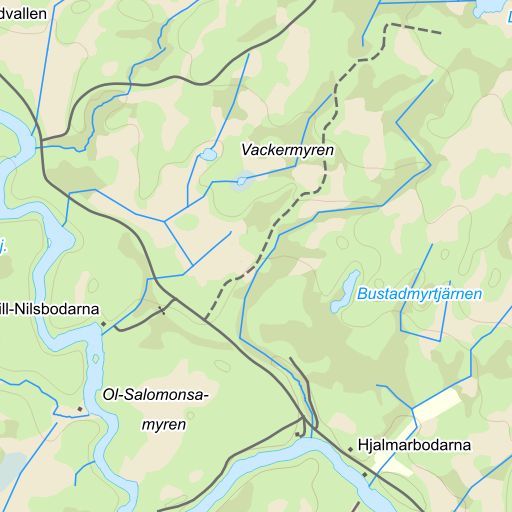 dvallen
Vackermyren
j.
Bustadmyrtjärnen
ill-Nilsbodarna
Ol-Salomonsa-
myren
Hjalmarbodarna